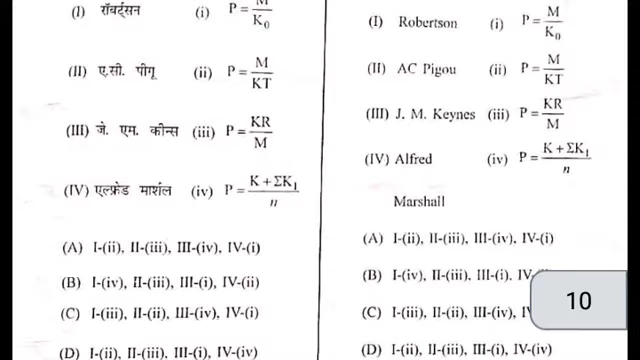 (I) रॉबर्ट्सन (i) P = M/K₀
(II) ए.सी. पीगू (ii) P = M/KT
(III) जे. एम. कीन्स (iii) P = KR/M
(IV) एल्फ्रेड मार्शल (iv) P = K + ΣK₁/n
(A) I-(ii), II-(iii), III-(iv), IV-(i)
(B) I-(iv), II-(iii), III-(i), IV-(ii)
(C) I-(iii), II-(ii), III-(iv), IV-(i)
(D) I-(ii), II-(iii), III-(i), IV-(iv)
(I) Robertson (i) P = M/K₀
(II) AC Pigou (ii) P = M/KT
(III) J. M. Keynes (iii) P = KR/M
(IV) Alfred (iv) P = K + ΣK₁/n
Marshall
(A) I-(ii), II-(iii), III-(iv), IV-(i)
(B) I-(iv), II-(iii), III-(i),
(C) I-(iii), II-(ii), III-(iv),
(D) I-(ii), II-(iii), III-(i), IV-(iv)
10